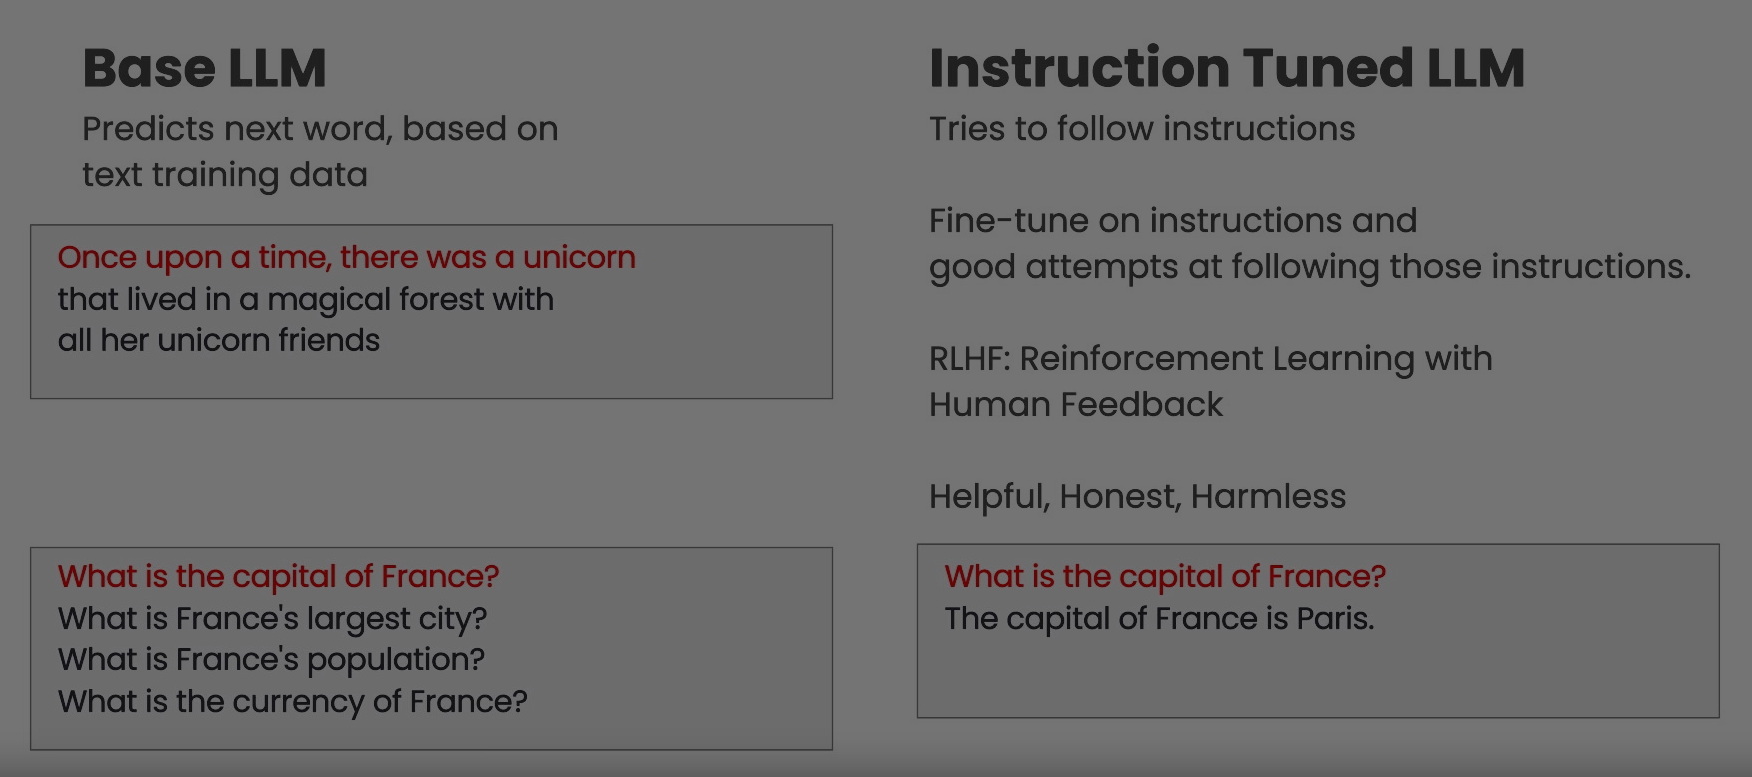 Base LLM
Predicts next word, based on
text training data
Once upon a time, there was a unicorn
that lived in a magical forest with
all her unicorn friends
What is the capital of France?
What is France's largest city?
What is France's population?
What is the currency of France?
Instruction Tuned LLM
Tries to follow instructions
Fine-tune on instructions and
good attempts at following those instructions.
RLHF: Reinforcement Learning with
Human Feedback
Helpful, Honest, Harmless
What is the capital of France?
The capital of France is Paris.